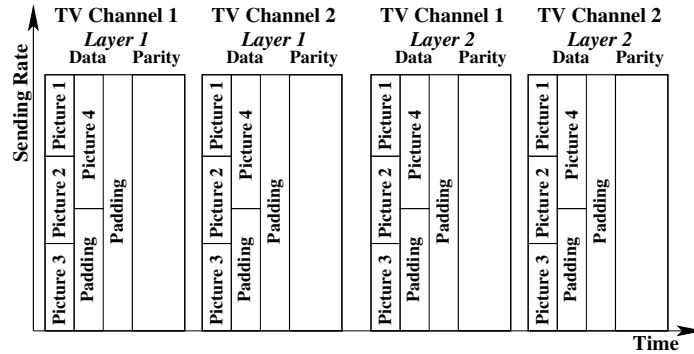 TV Channel 1 TV Channel 2 TV Channel 1 TV Channel 2
Layer 1 Layer 1 Layer 2 Layer 2
Data Parity Data Parity Data Parity Data Parity
Sending Rate
Picture 1
Picture 2
Picture 3
Picture 4
Padding
Padding
Picture 1
Picture 2
Picture 3
Picture 4
Padding
Padding
Picture 1
Picture 2
Picture 3
Picture 4
Padding
Padding
Picture 1
Picture 2
Picture 3
Picture 4
Padding
Padding
Time